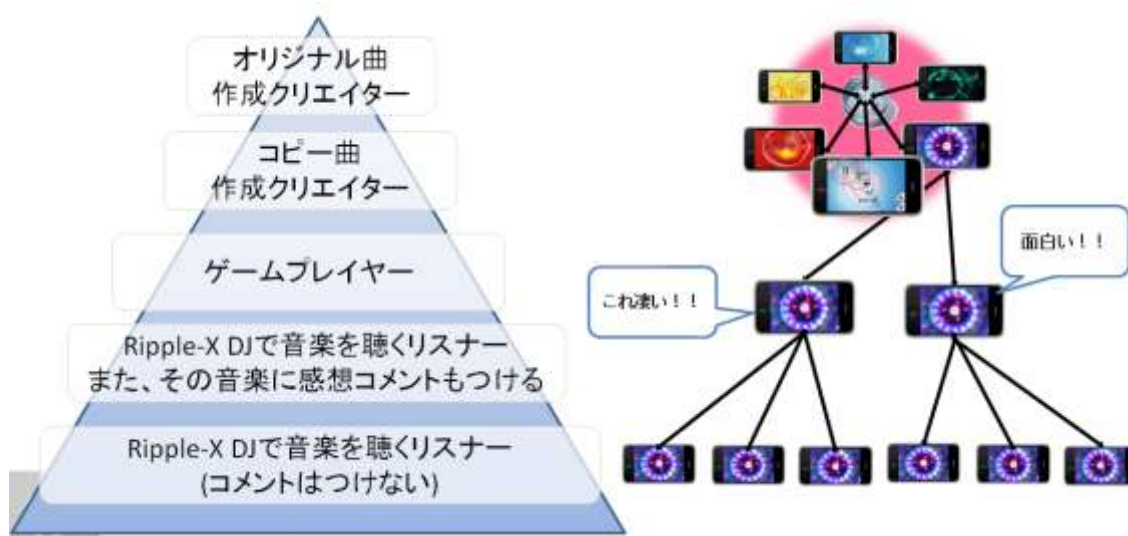 オリジナル曲
作成クリエイター
コピー曲
作成クリエイター
ゲームプレイヤー
Ripple-X DJで音楽を聴くリスナー
また、その音楽に感想コメントもつける
Ripple-X DJで音楽を聴くリスナー
(コメントはつけない)
面白い！！
これ凄い！！